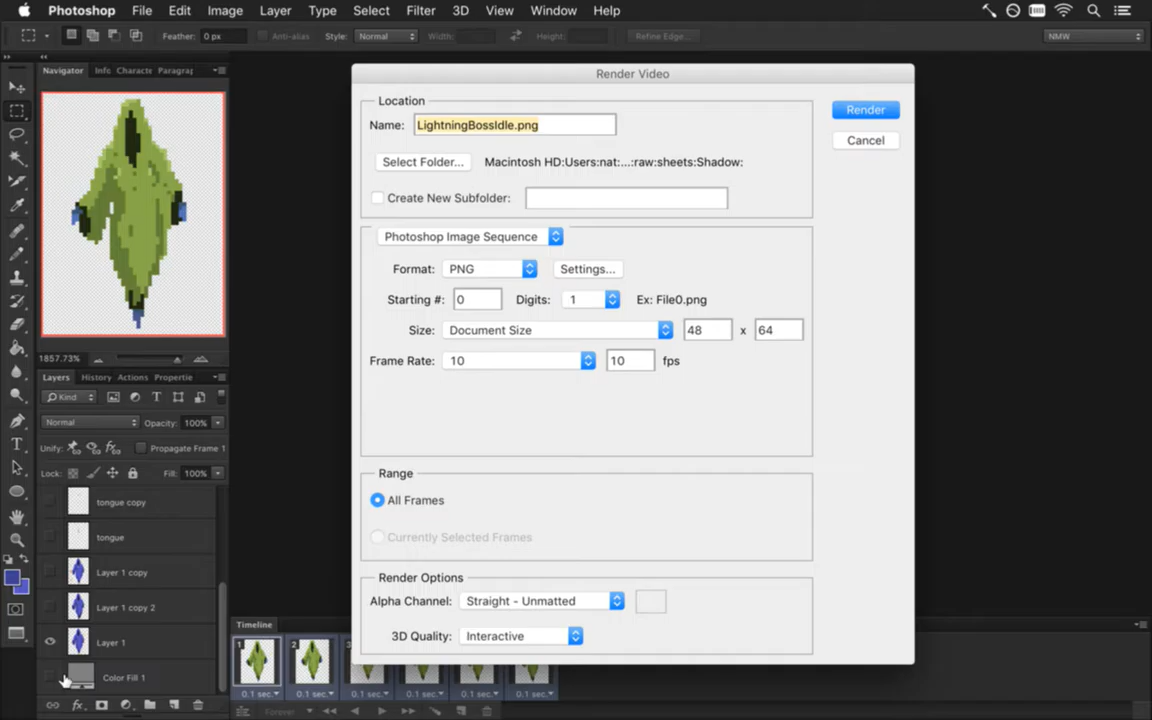 Photoshop File Edit Image Layer Type Select Filter 3D View Window Help
Feather: 0 px Anti-alias Style: Normal Width: Height: Refine Edge... NMW
Navigator Info Characte Paragraj
Render Video
Location
Name: LightningBossIdle.png
Render
Select Folder... Macintosh HD:Users:nat:...:raw:sheets:Shadow:
Cancel
Create New Subfolder:
Photoshop Image Sequence
Format: PNG Settings...
Starting #: 0 Digits: 1 Ex: File0.png
Size: Document Size 48 x 64
Frame Rate: 10 10 fps
1857.73%
Layers History Actions Propertie
Kind
Normal Opacity: 100%
Unify: Propagate Frame 1
Lock: Fill: 100%
Range
All Frames
Currently Selected Frames
tongue copy
tongue
Layer 1 copy
Layer 1 copy 2
Layer 1
Color Fill 1
Render Options
Alpha Channel: Straight - Unmatted
3D Quality: Interactive
Timeline
1 2 3
0.1 sec. 0.1 sec. 0.1 sec. 0.1 sec. 0.1 sec. 0.1 sec.
Forever